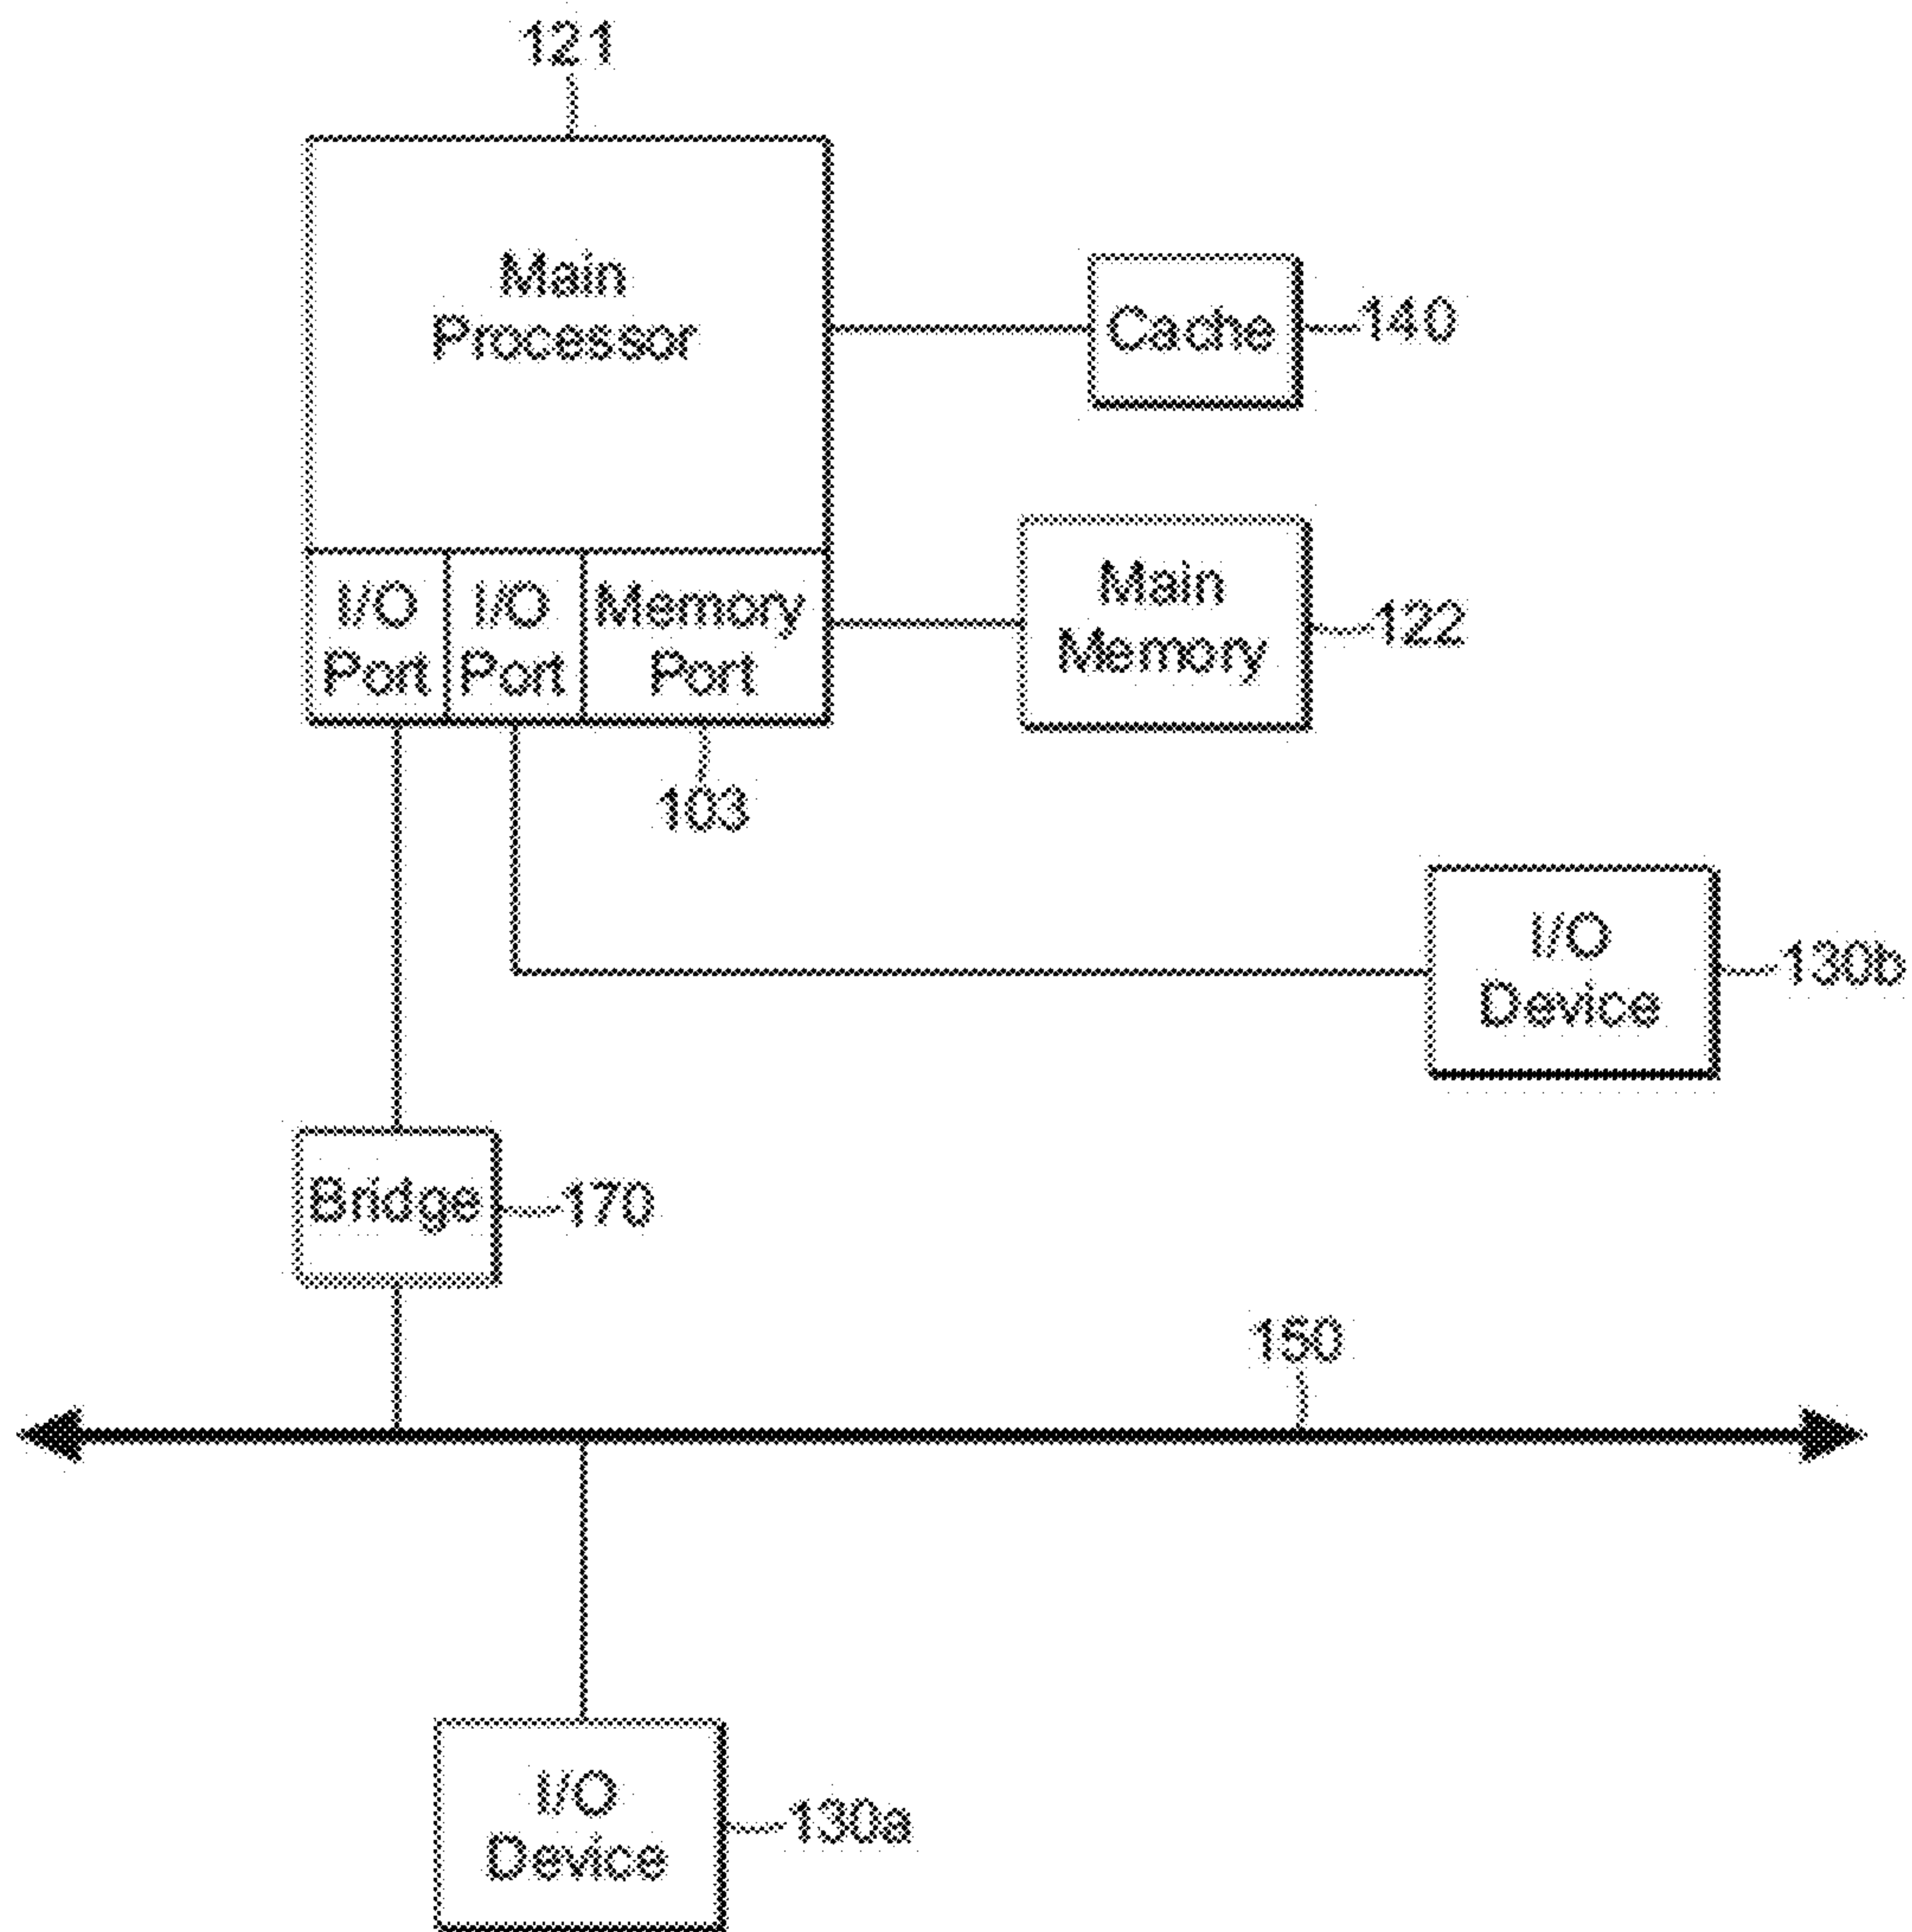 121
Main
Processor
Cache
140
I/O
Port
I/O
Port
Memory
Port
Main
Memory
122
103
I/O
Device
130b
Bridge
170
150
I/O
Device
130a